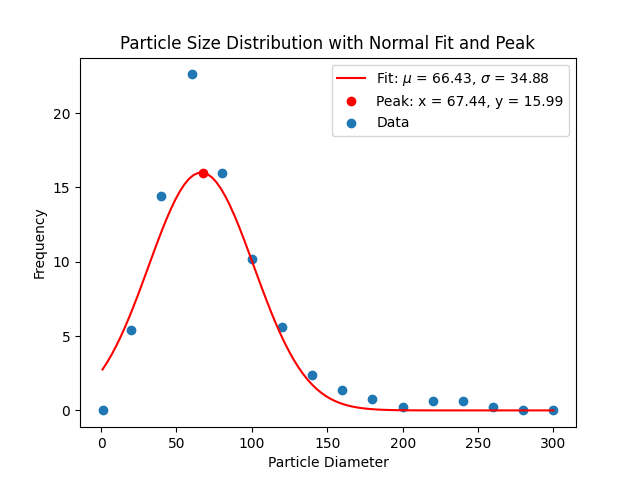 Particle Size Distribution with Normal Fit and Peak
Fit: μ = 66.43, σ = 34.88
Peak: x = 67.44, y = 15.99
Data
Frequency
20
15
10
5
0
0 50 100 150 200 250 300
Particle Diameter